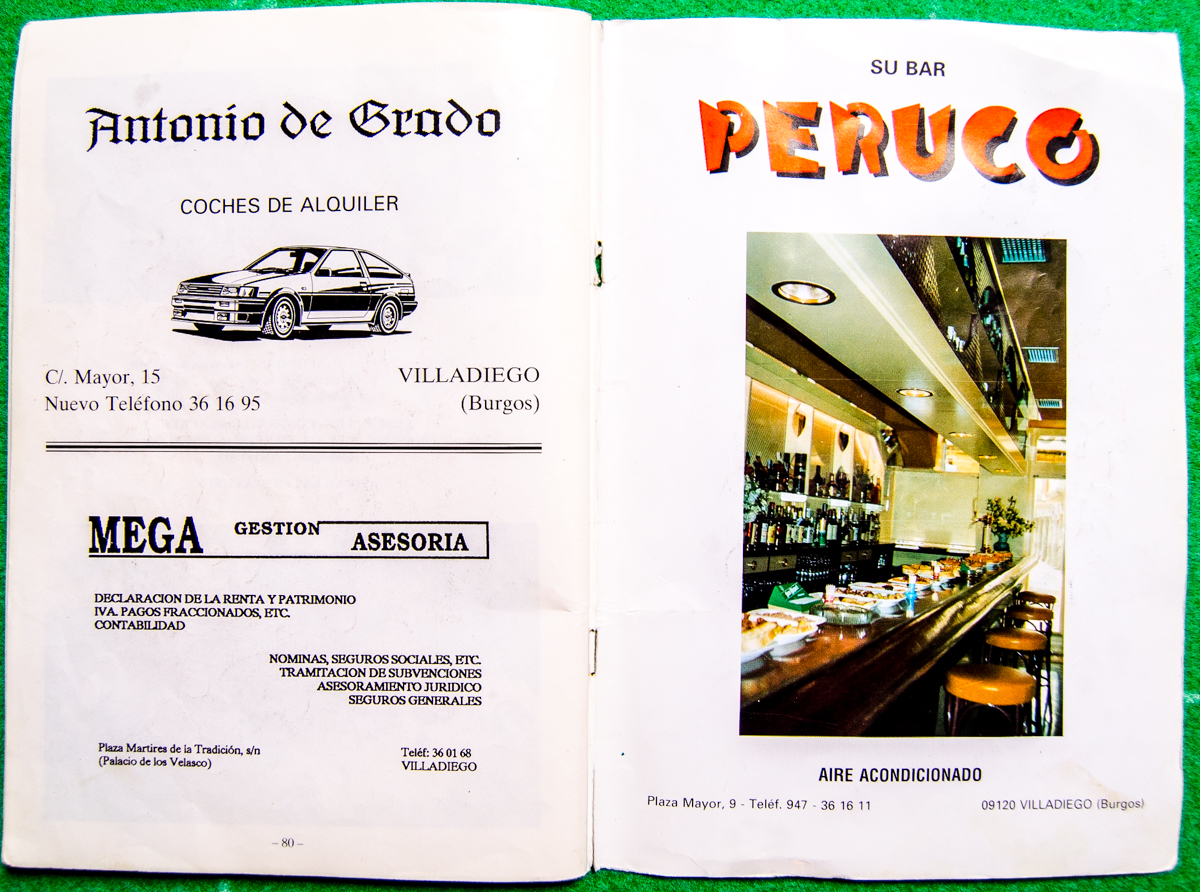 Antonio de Grado
COCHES DE ALQUILER
C/. Mayor, 15
Nuevo Teléfono 36 16 95
VILLADIEGO
(Burgos)
MEGA GESTION ASESORIA
DECLARACION DE LA RENTA Y PATRIMONIO
IVA. PAGOS FRACCIONADOS, ETC.
CONTABILIDAD
NOMINAS, SEGUROS SOCIALES, ETC.
TRAMITACION DE SUBVENCIONES
ASESORAMIENTO JURIDICO
SEGUROS GENERALES
Plaza Martires de la Tradición, s/n
(Palacio de los Velasco)
Teléf: 36 01 68
VILLADIEGO
– 80 –
SU BAR
PERUCO
AIRE ACONDICIONADO
Plaza Mayor, 9 - Teléf. 947 - 36 16 11
09120 VILLADIEGO (Burgos)